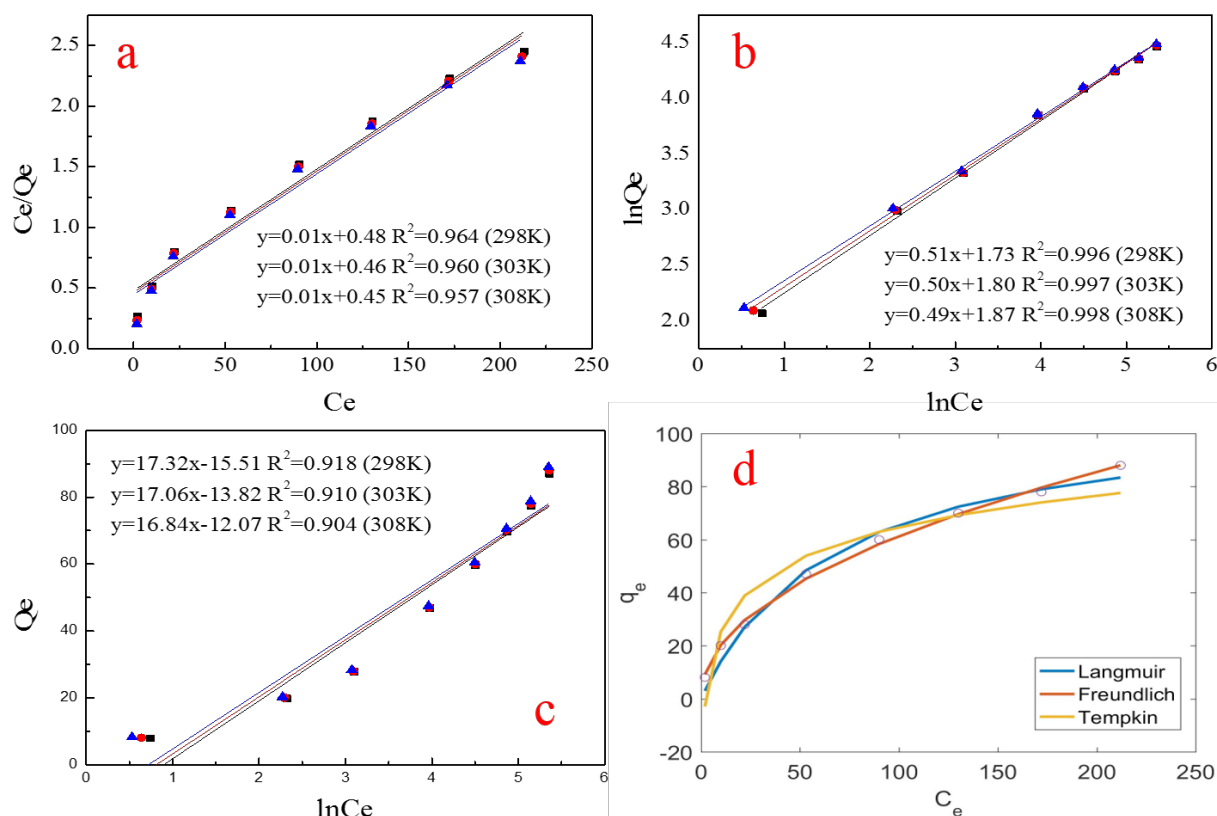 a
Ce/Qe
2.5
2.0
1.5
1.0
0.5
0.0
y=0.01x+0.48 R²=0.964 (298K)
y=0.01x+0.46 R²=0.960 (303K)
y=0.01x+0.45 R²=0.957 (308K)
0 50 100 150 200 250
Ce
b
lnQe
4.5
4.0
3.5
3.0
2.5
2.0
y=0.51x+1.73 R²=0.996 (298K)
y=0.50x+1.80 R²=0.997 (303K)
y=0.49x+1.87 R²=0.998 (308K)
0 1 2 3 4 5 6
lnCe
c
Qe
100
80
60
40
20
0
y=17.32x-15.51 R²=0.918 (298K)
y=17.06x-13.82 R²=0.910 (303K)
y=16.84x-12.07 R²=0.904 (308K)
0 1 2 3 4 5 6
lnCe
d
qₑ
100
80
60
40
20
0
-20
Langmuir
Freundlich
Tempkin
0 50 100 150 200 250
Cₑ